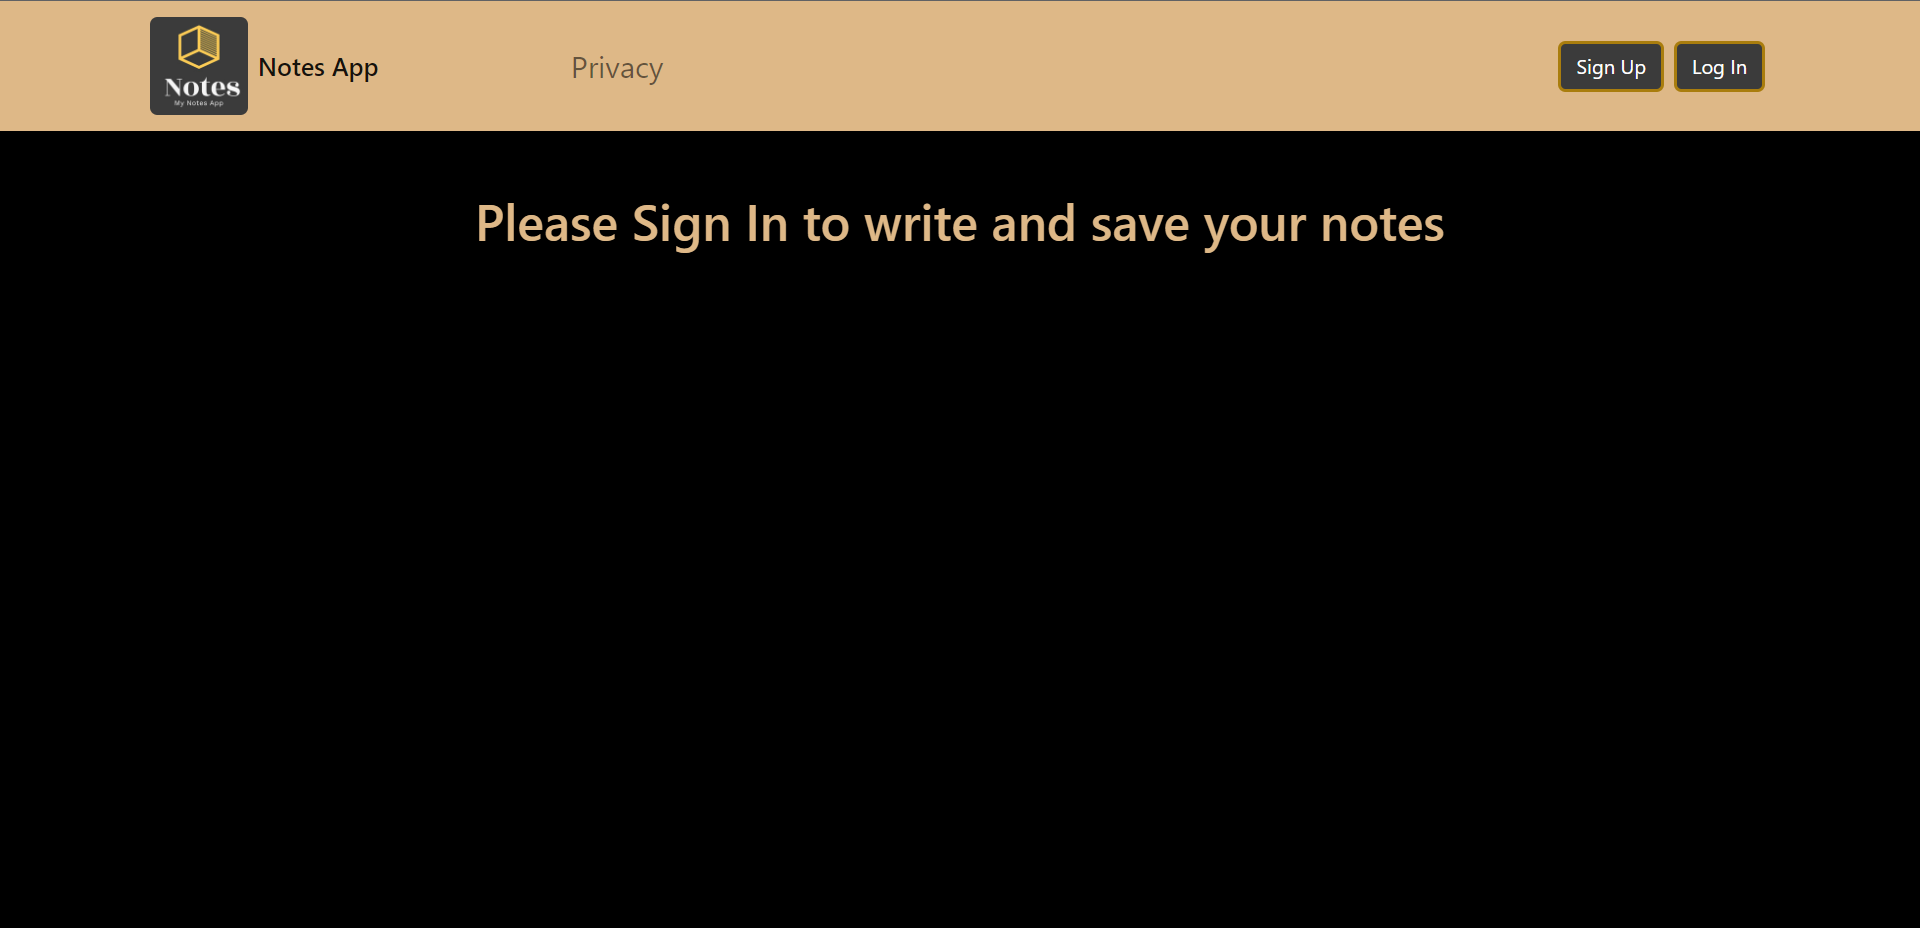 Notes
My Notes App
Notes App
Privacy
Sign Up
Log In
Please Sign In to write and save your notes